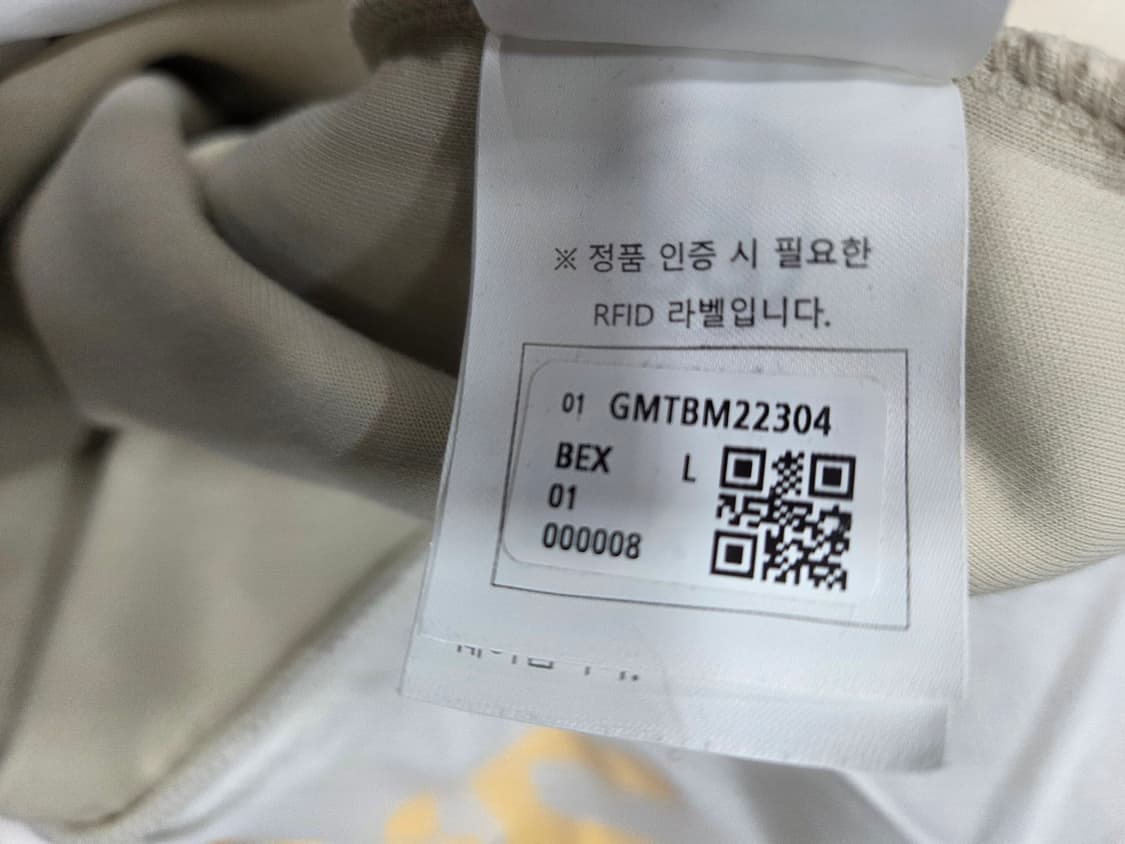 ※ 정품 인증 시 필요한
RFID 라벨입니다.
01 GMTBM22304
BEX L
01
000008